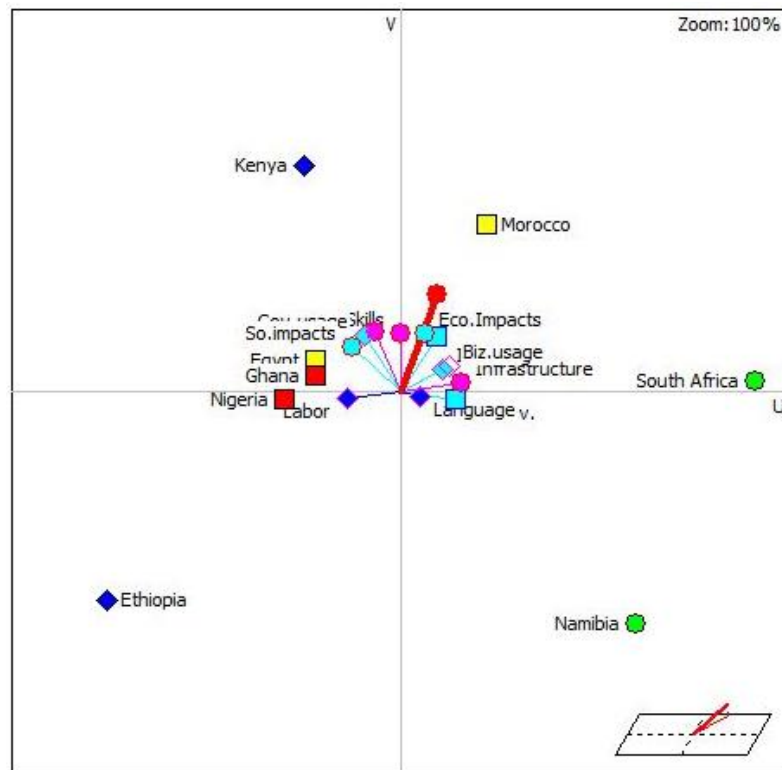 V
Zoom:100%
Kenya
Morocco
Skills
Eco.Impacts
So.impacts
Biz.usage
Egypt
Infrastructure
Ghana
South Africa
Nigeria
Labor
Language
v.
U
Ethiopia
Namibia